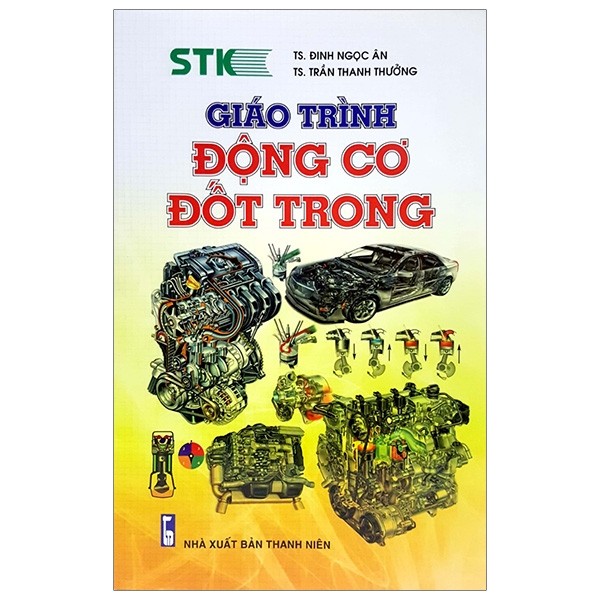 STK
TS. ĐINH NGỌC ÂN
TS. TRẦN THANH THƯỞNG
GIÁO TRÌNH
ĐỘNG CƠ
ĐỐT TRONG
NHÀ XUẤT BẢN THANH NIÊN